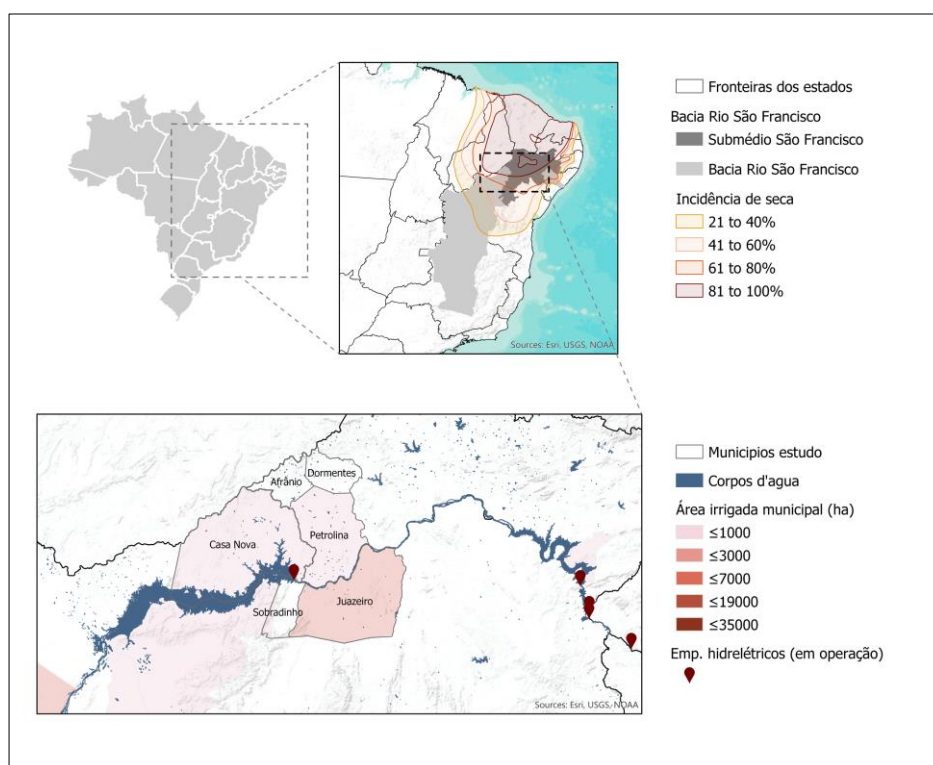 Fronteiras dos estados
Bacia Rio São Francisco
Submédio São Francisco
Bacia Rio São Francisco
Incidência de seca
21 to 40%
41 to 60%
61 to 80%
81 to 100%
Sources: Esri, USGS, NOAA
Municipios estudo
Corpos d'agua
Área irrigada municipal (ha)
≤1000
≤3000
≤7000
≤19000
≤35000
Emp. hidrelétricos (em operação)
Dormentes
Afrânio
Casa Nova
Petrolina
Sobradinho
Juazeiro
Sources: Esri, USGS, NOAA